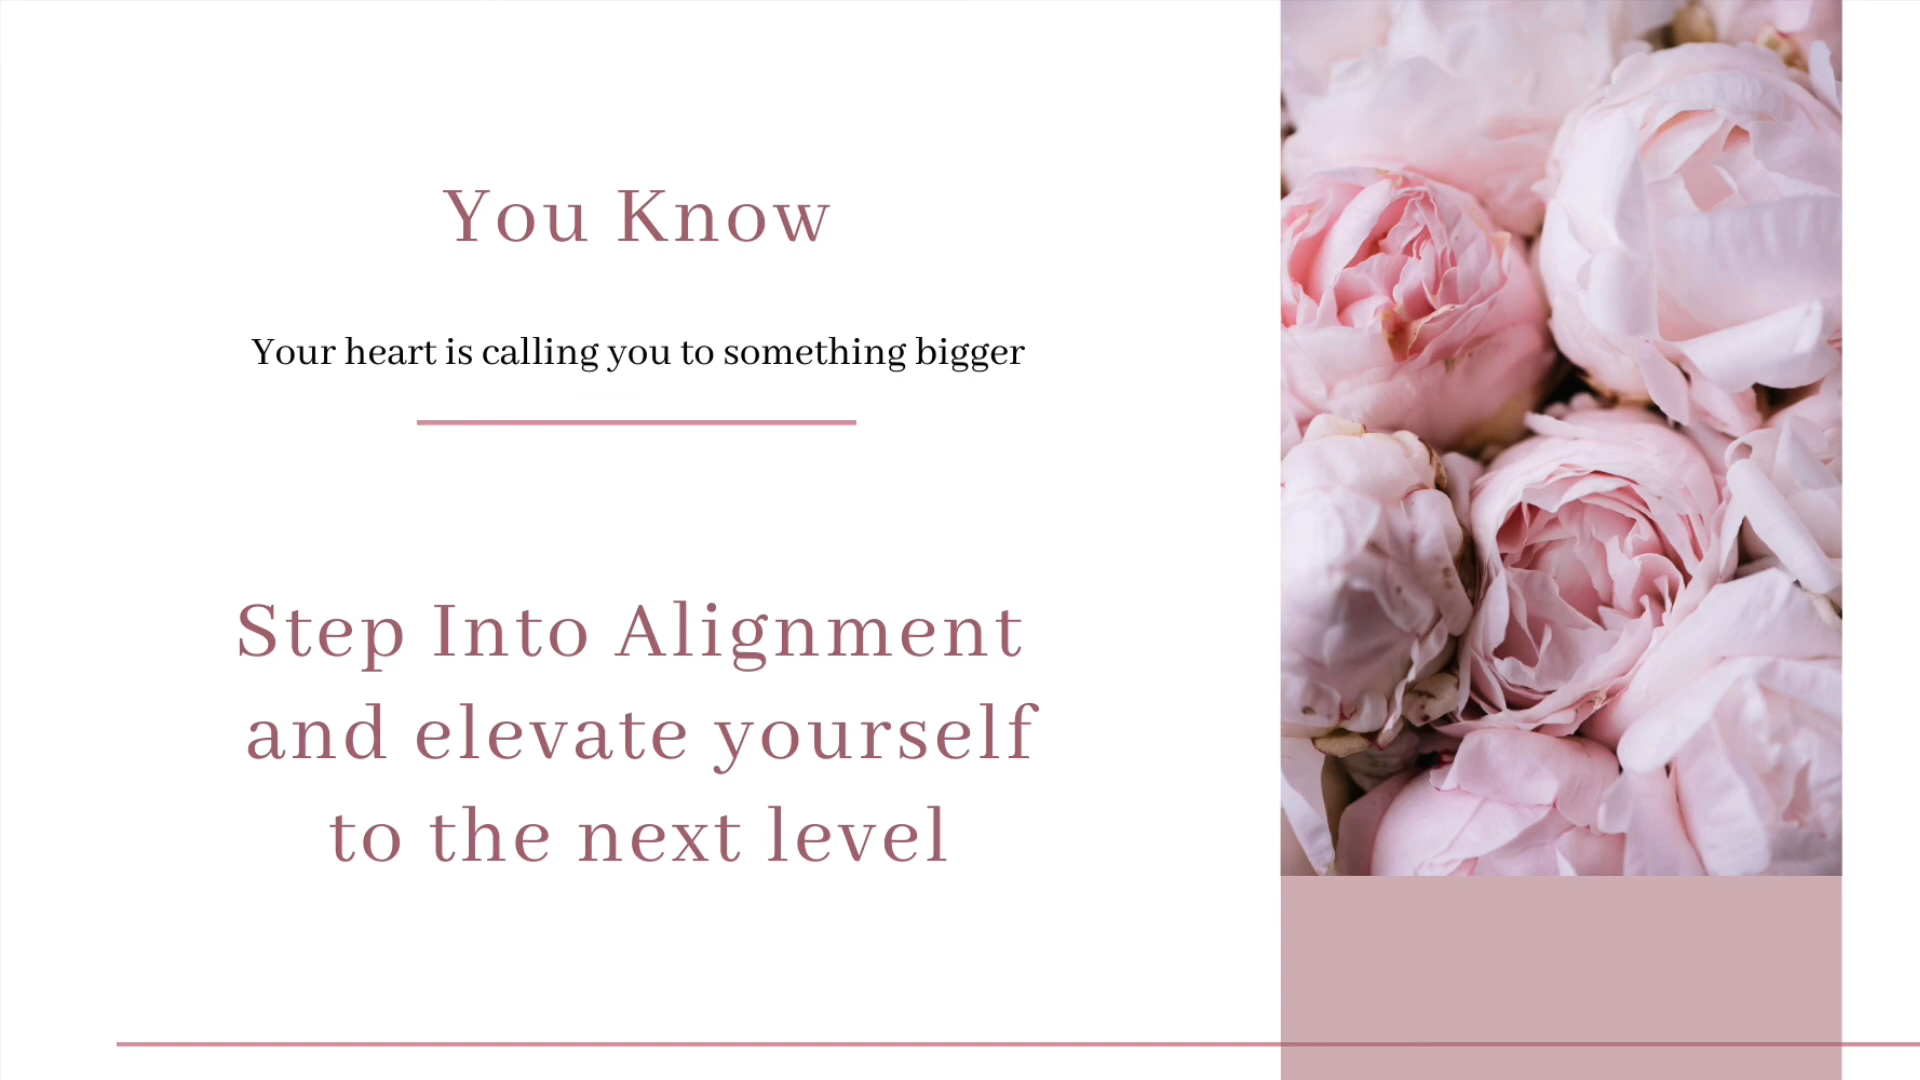 You Know
Your heart is calling you to something bigger
Step Into Alignment
and elevate yourself
to the next level